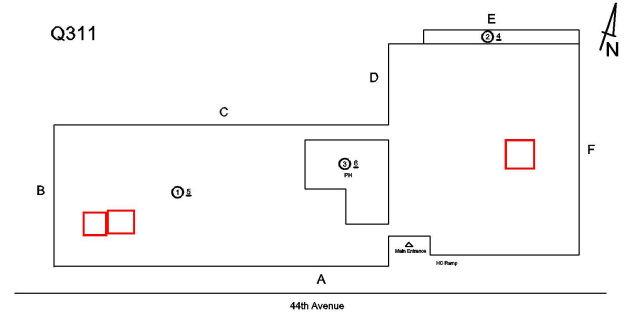 Q311
E
② 4
N
D
C
F
③ 6
PH
B
① 5
Main Entrance
HC Ramp
A
44th Avenue